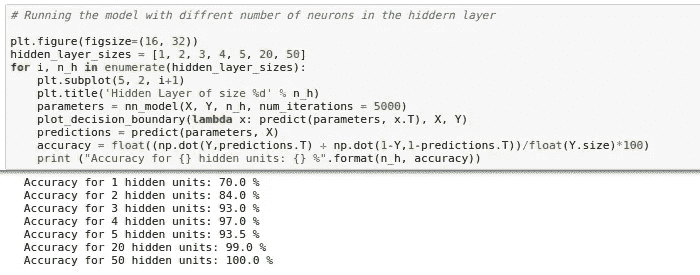 # Running the model with diffrent number of neurons in the hiddern layer
plt.figure(figsize=(16, 32))
hidden_layer_sizes = [1, 2, 3, 4, 5, 20, 50]
for i, n_h in enumerate(hidden_layer_sizes):
    plt.subplot(5, 2, i+1)
    plt.title('Hidden Layer of size %d' % n_h)
    parameters = nn_model(X, Y, n_h, num_iterations = 5000)
    plot_decision_boundary(lambda x: predict(parameters, x.T), X, Y)
    predictions = predict(parameters, X)
    accuracy = float((np.dot(Y,predictions.T) + np.dot(1-Y,1-predictions.T))/float(Y.size)*100)
    print ("Accuracy for {} hidden units: {} %".format(n_h, accuracy))
Accuracy for 1 hidden units: 70.0 %
Accuracy for 2 hidden units: 84.0 %
Accuracy for 3 hidden units: 93.0 %
Accuracy for 4 hidden units: 97.0 %
Accuracy for 5 hidden units: 93.5 %
Accuracy for 20 hidden units: 99.0 %
Accuracy for 50 hidden units: 100.0 %